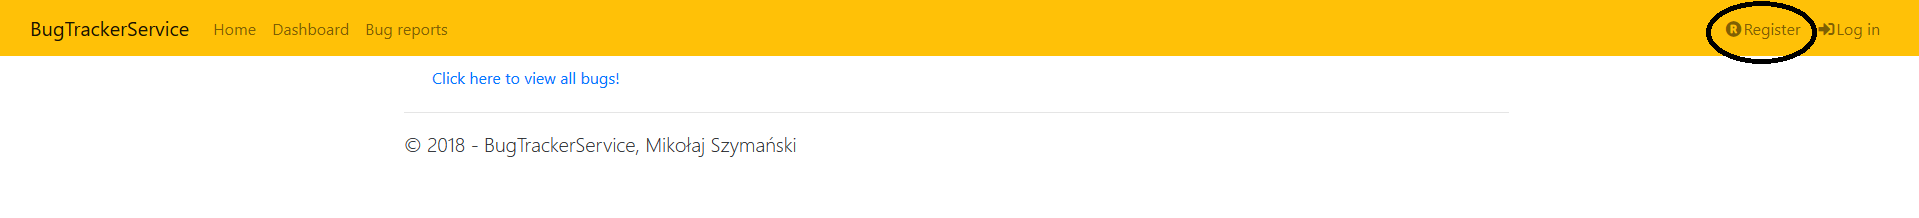 BugTrackerService Home Dashboard Bug reports Register Log in
Click here to view all bugs!
© 2018 - BugTrackerService, Mikołaj Szymański